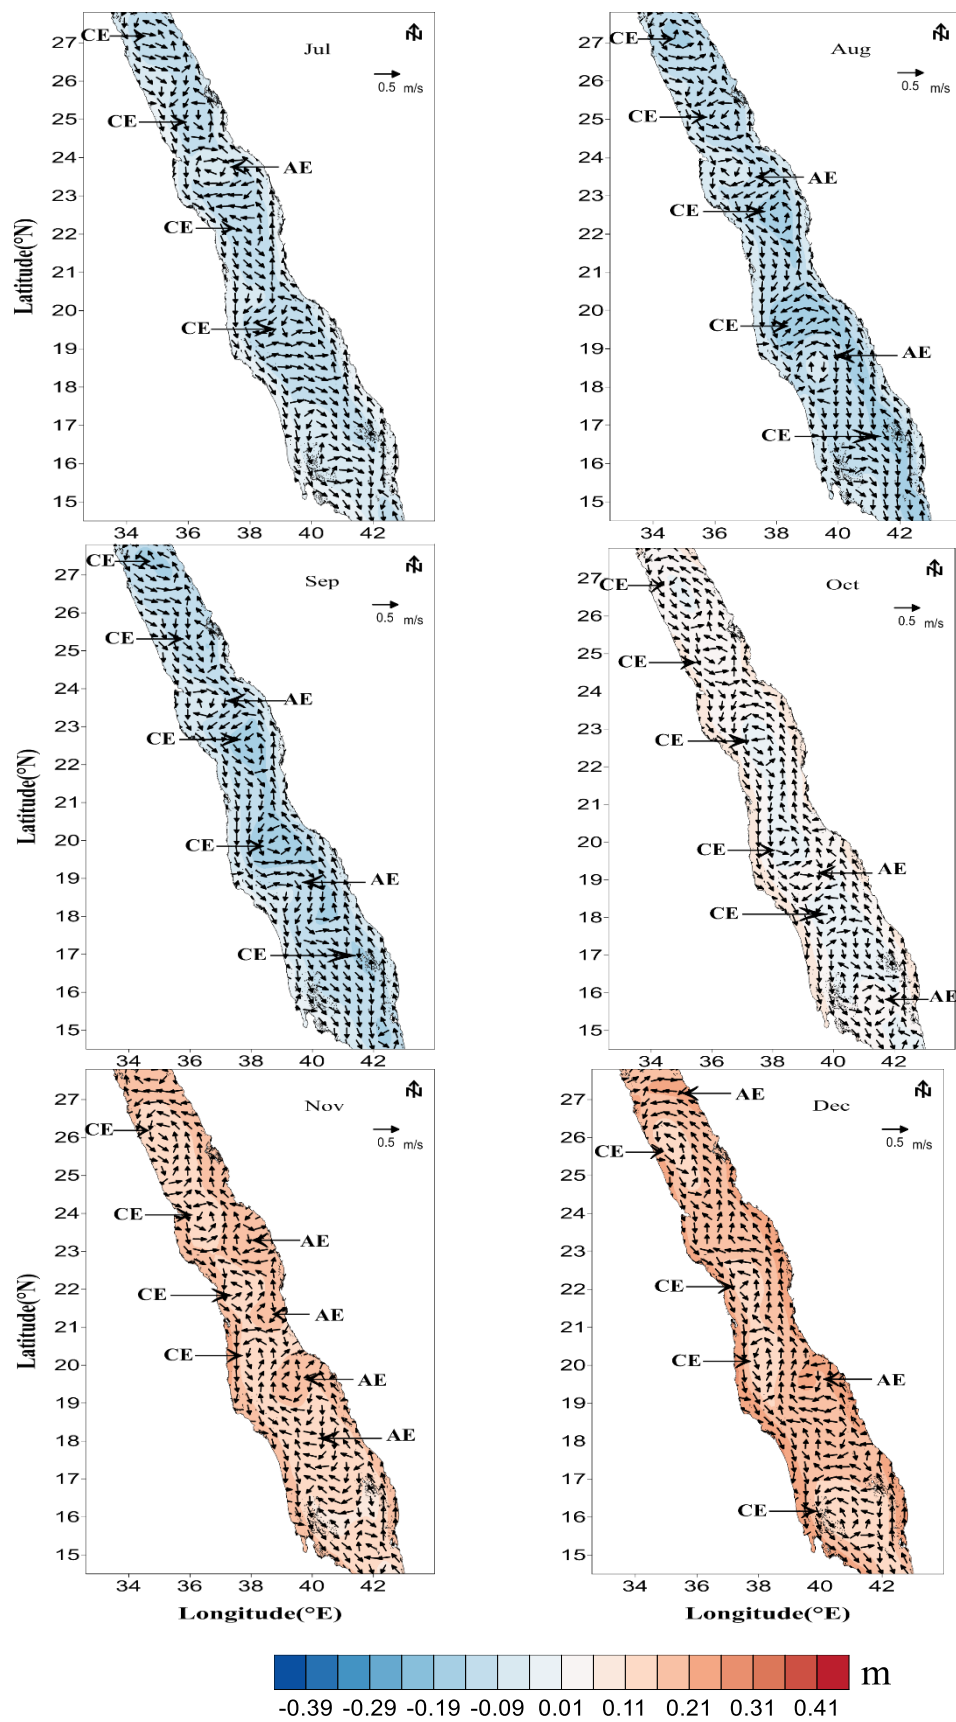 Jul
N
0.5 m/s
CE
CE
AE
CE
CE
27
26
25
24
23
22
21
20
19
18
17
16
15
34 36 38 40 42
Latitude(°N)
Aug
N
0.5 m/s
CE
CE
AE
CE
CE
AE
CE
27
26
25
24
23
22
21
20
19
18
17
16
15
34 36 38 40 42
Sep
N
0.5 m/s
CE
CE
AE
CE
CE
AE
CE
27
26
25
24
23
22
21
20
19
18
17
16
15
34 36 38 40 42
Latitude(°N)
Oct
N
0.5 m/s
CE
CE
CE
CE
AE
CE
AE
27
26
25
24
23
22
21
20
19
18
17
16
15
34 36 38 40 42
Nov
N
0.5 m/s
CE
CE
AE
CE
AE
CE
AE
AE
27
26
25
24
23
22
21
20
19
18
17
16
15
34 36 38 40 42
Latitude(°N)
Longitude(°E)
Dec
N
0.5 m/s
AE
CE
CE
CE
AE
CE
27
26
25
24
23
22
21
20
19
18
17
16
15
34 36 38 40 42
Longitude(°E)
m
-0.39 -0.29 -0.19 -0.09 0.01 0.11 0.21 0.31 0.41